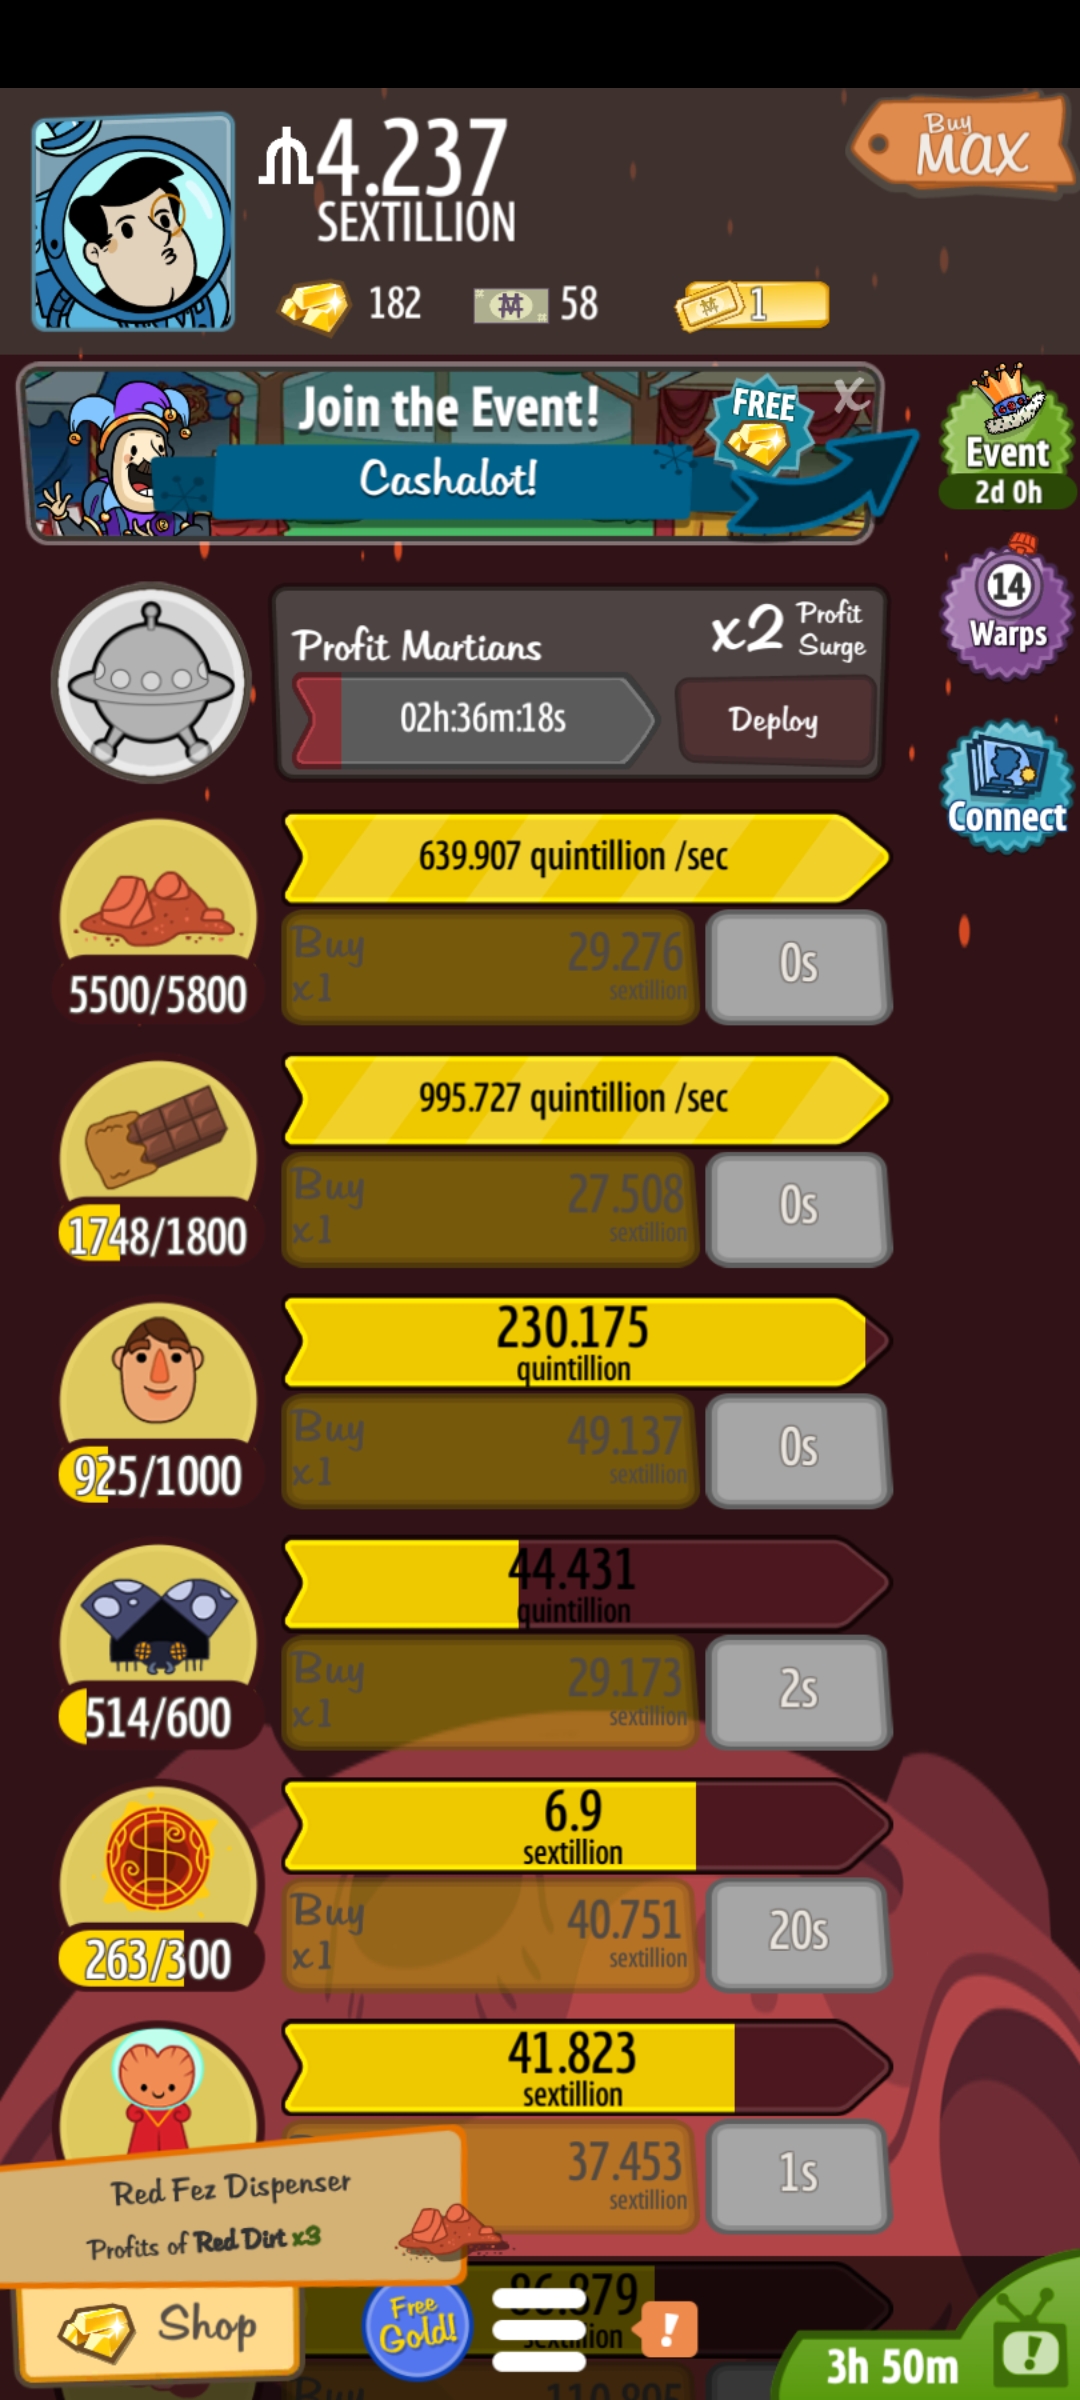 4.237
SEXTILLION
Buy
MAX
182
58
1
Join the Event!
Cashalot!
FREE
X
Event
2d 0h
14
Warps
Connect
Profit Martians
x2 Profit Surge
02h:36m:18s
Deploy
639.907 quintillion /sec
5500/5800
Buy x1
29.276 sextillion
0s
995.727 quintillion /sec
1748/1800
Buy x1
27.508 sextillion
0s
230.175
quintillion
925/1000
Buy x1
49.137 sextillion
0s
44.431
quintillion
514/600
Buy x1
29.173 sextillion
2s
6.9
sextillion
263/300
Buy x1
40.751 sextillion
20s
41.823
sextillion
37.453 sextillion
1s
Red Fez Dispenser
Profits of Red Dirt x3
Shop
Free Gold!
86.879
!
3h 50m
!
Buy